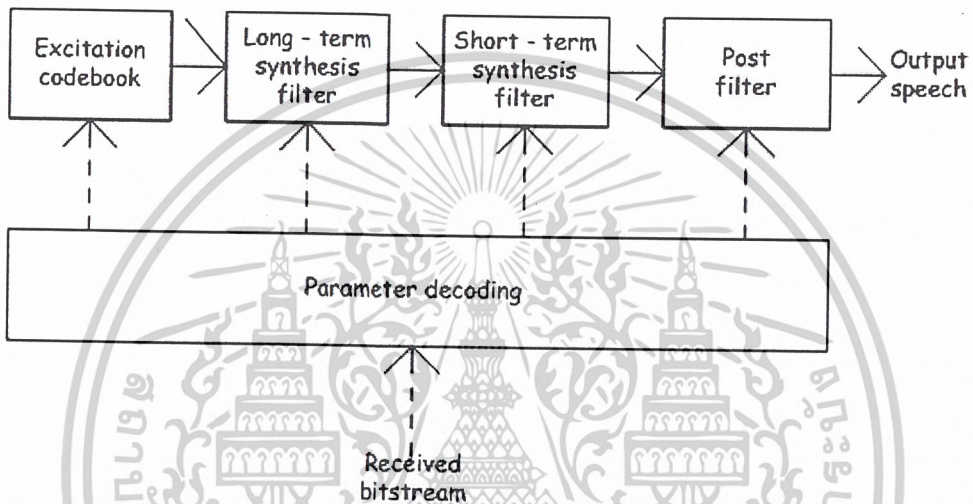 Excitation
codebook
Long - term
synthesis
filter
Short - term
synthesis
filter
Post
filter
Output
speech
Parameter decoding
Received
bitstream